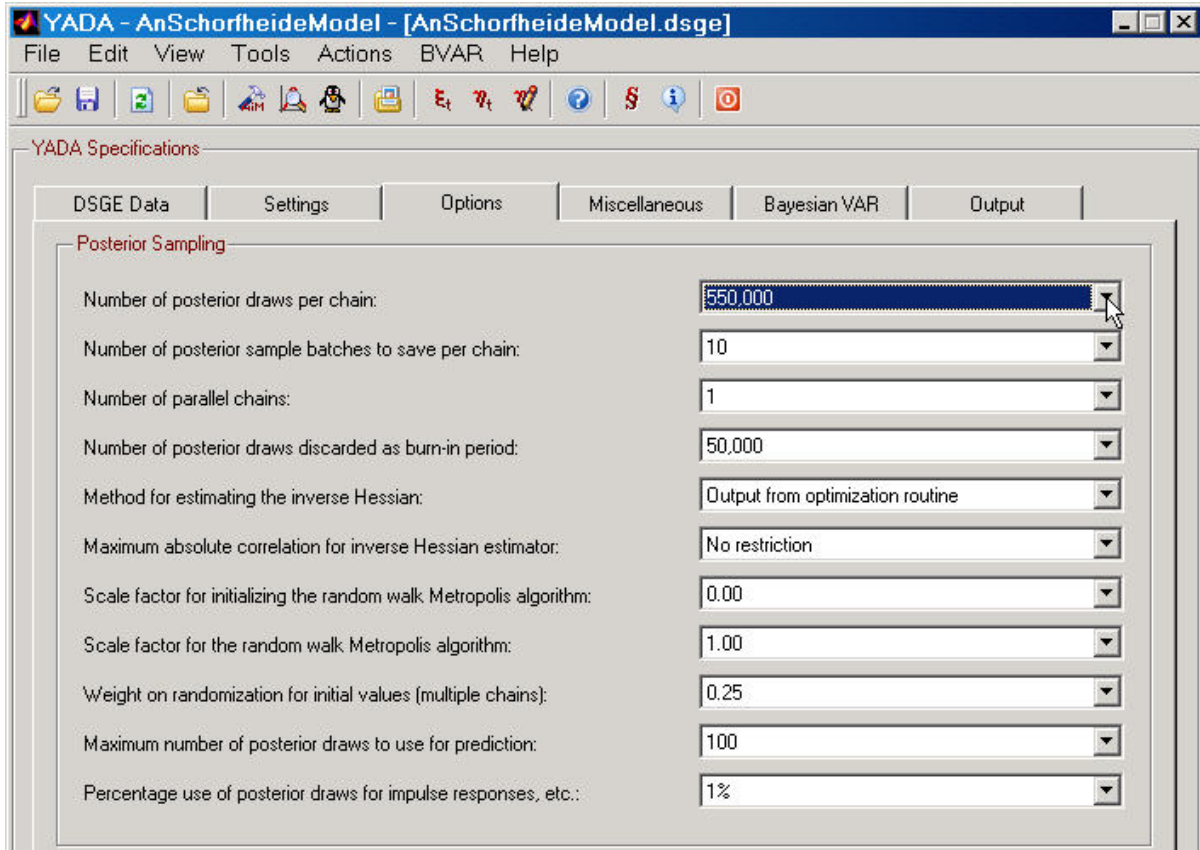 YADA - AnSchorfheideModel - [AnSchorfheideModel.dsge]
File Edit View Tools Actions BVAR Help
AiM ξt ηt § i
YADA Specifications
DSGE Data Settings Options Miscellaneous Bayesian VAR Output
Posterior Sampling
Number of posterior draws per chain: 550,000
Number of posterior sample batches to save per chain: 10
Number of parallel chains: 1
Number of posterior draws discarded as burn-in period: 50,000
Method for estimating the inverse Hessian: Output from optimization routine
Maximum absolute correlation for inverse Hessian estimator: No restriction
Scale factor for initializing the random walk Metropolis algorithm: 0.00
Scale factor for the random walk Metropolis algorithm: 1.00
Weight on randomization for initial values (multiple chains): 0.25
Maximum number of posterior draws to use for prediction: 100
Percentage use of posterior draws for impulse responses, etc.: 1%